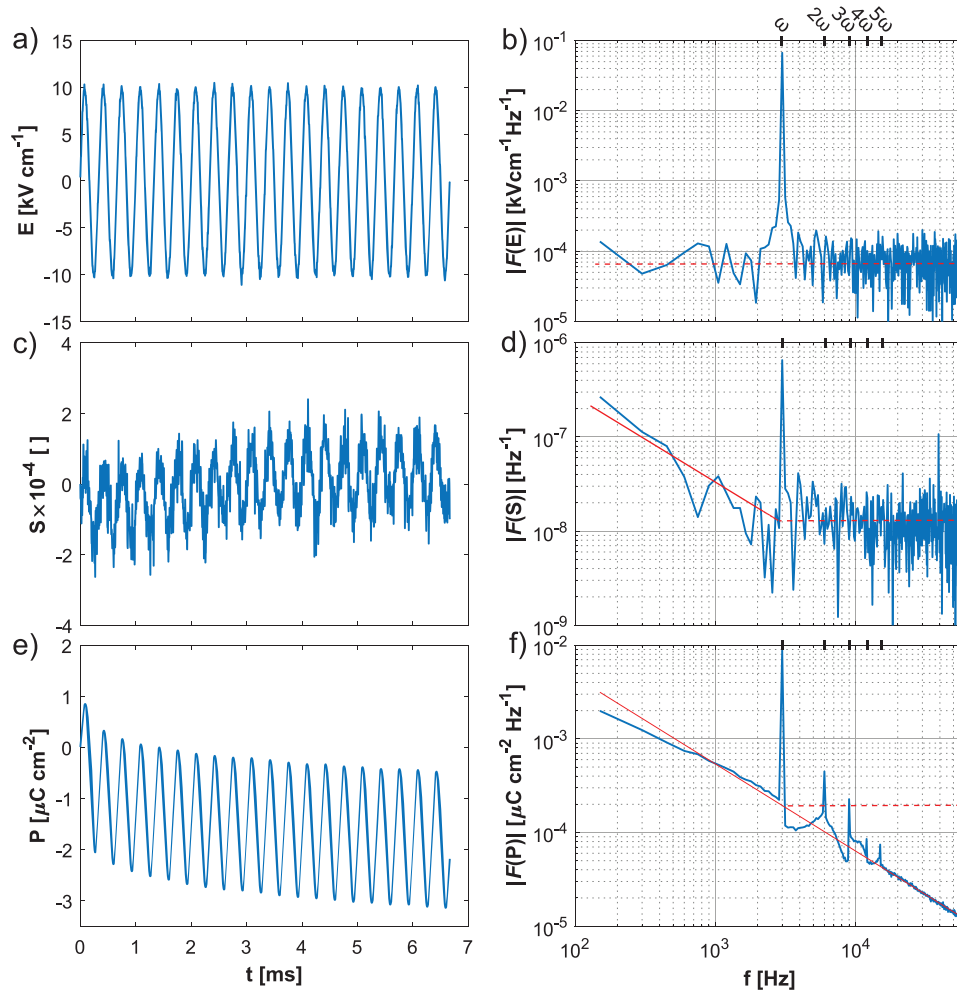 ω 2ω 3ω 4ω 5ω
a)
15
10
5
0
-5
-10
-15
E [kV cm⁻¹]
b)
10⁻¹
10⁻²
10⁻³
10⁻⁴
10⁻⁵
|F(E)| [kVcm⁻¹Hz⁻¹]
c)
4
2
0
-2
-4
S×10⁻⁴ [ ]
d)
10⁻⁶
10⁻⁷
10⁻⁸
10⁻⁹
|F(S)| [Hz⁻¹]
e)
2
1
0
-1
-2
-3
P [μC cm⁻²]
0 1 2 3 4 5 6 7
t [ms]
f)
10⁻²
10⁻³
10⁻⁴
10⁻⁵
|F(P)| [μC cm⁻² Hz⁻¹]
10² 10³ 10⁴
f [Hz]